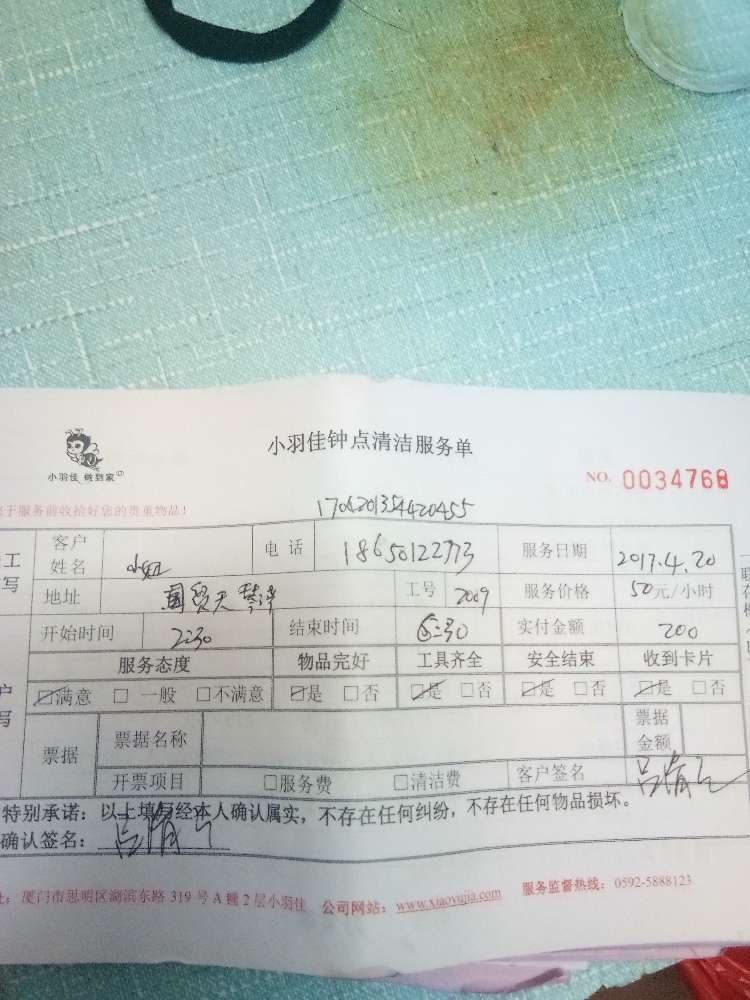 小羽佳钟点清洁服务单
小羽佳 做到家
NO. 0034768
于服务前收拾好您的贵重物品!
170420135442045 5
客户姓名 小姐 电话 18650122773 服务日期 2017.4.20
地址 国贸天琴湾 工号 2009 服务价格 50元/小时
开始时间 2:30 结束时间 6:30 实付金额 200
服务态度 物品完好 工具齐全 安全结束 收到卡片
☑满意 □一般 □不满意 ☑是 □否 ☑是 □否 ☑是 □否 ☑是 □否
票据 票据名称 票据金额
开票项目 □服务费 □清洁费 客户签名
特别承诺:以上填写经本人确认属实,不存在任何纠纷,不存在任何物品损坏。
确认签名:
址:厦门市思明区湖滨东路 319 号 A 幢 2 层小羽佳 公司网站:www.xiaoyujia.com 服务监督热线:0592-5888123